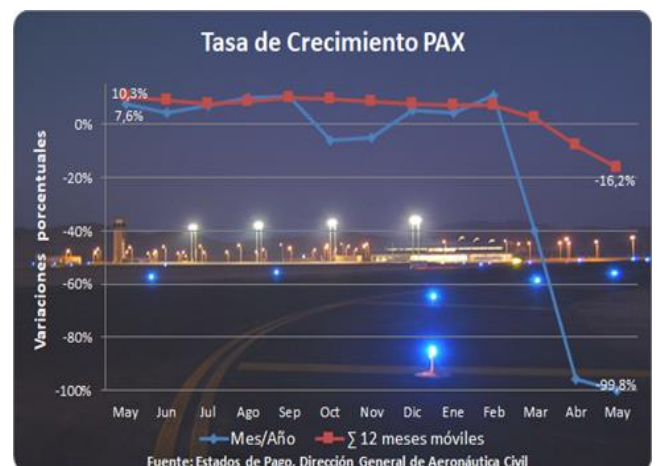 Tasa de Crecimiento PAX
Variaciones porcentuales
10,3%
7,6%
0%
-20%
-16,2%
-40%
-60%
-80%
-100%
-99,8%
May Jun Jul Ago Sep Oct Nov Dic Ene Feb Mar Abr May
Mes/Año ∑ 12 meses móviles
Fuente: Estados de Pago. Dirección General de Aeronáutica Civil